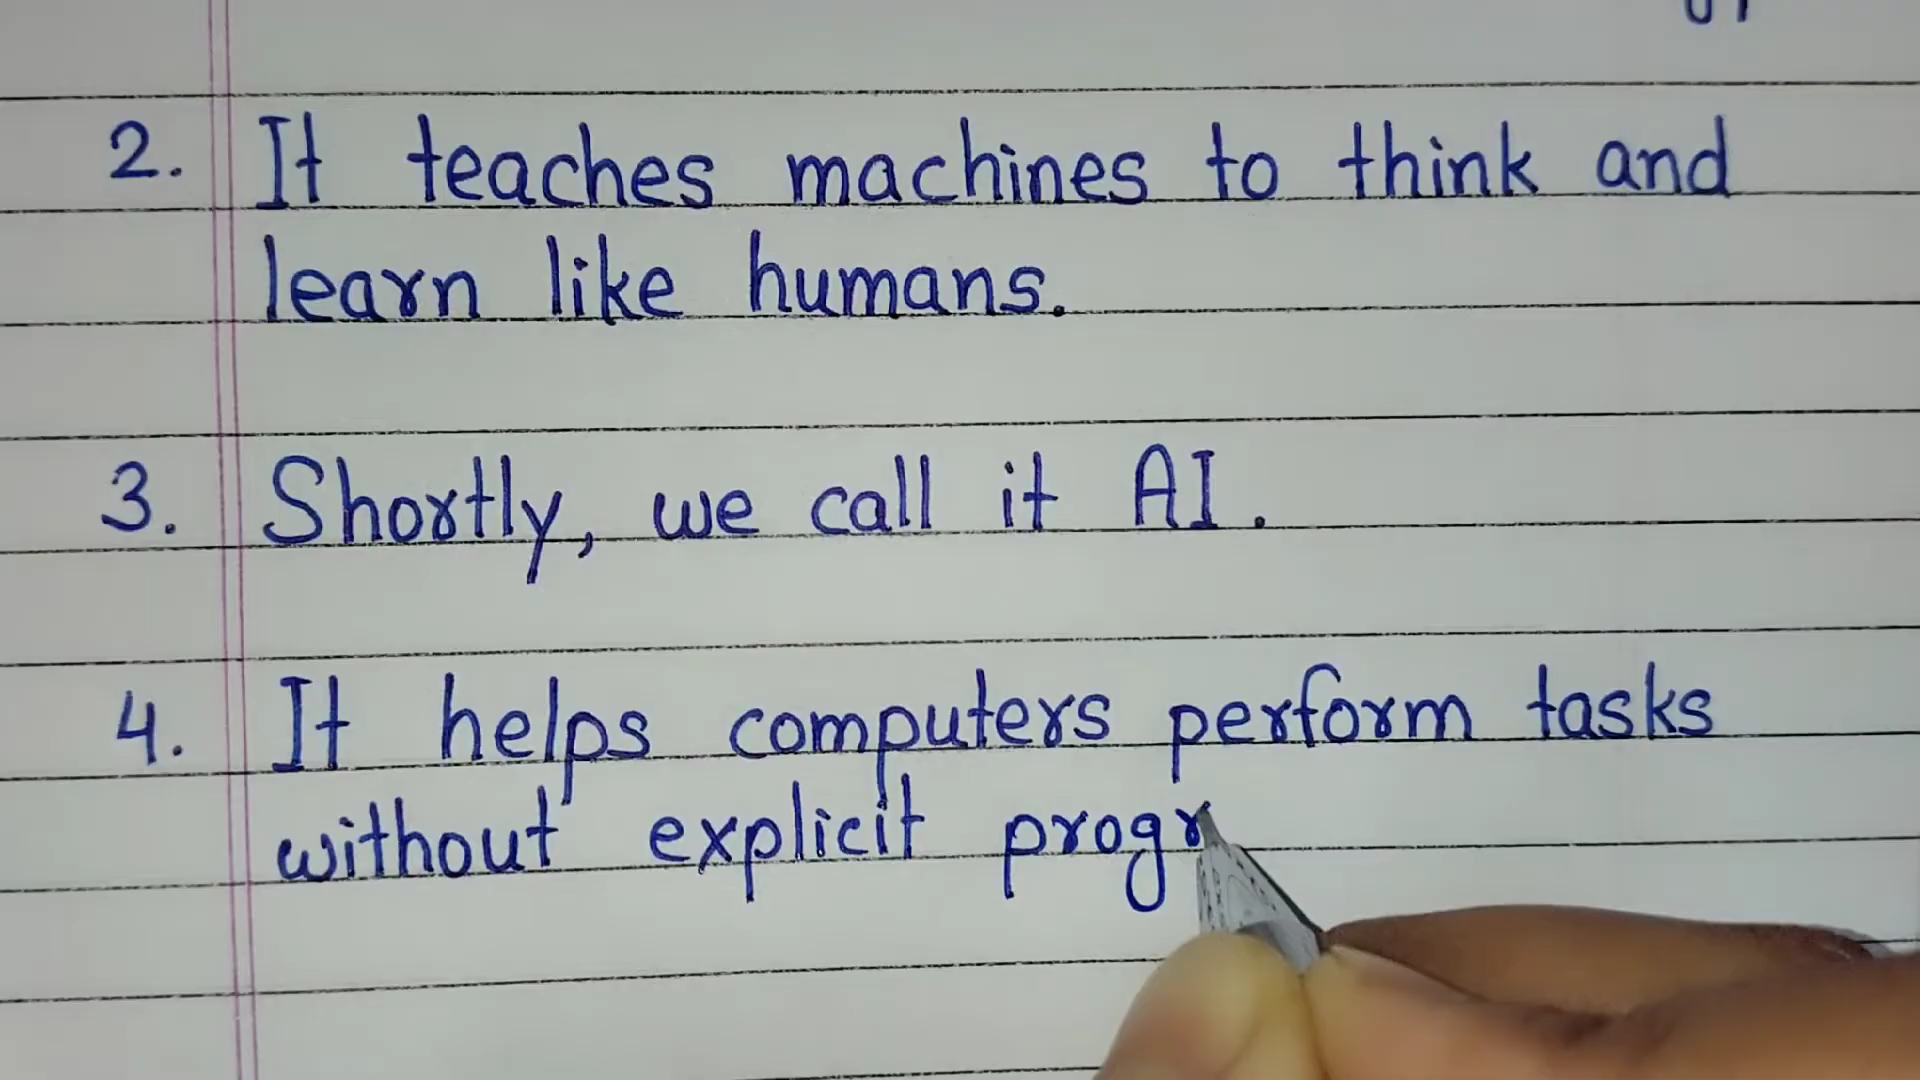 2. It teaches machines to think and
learn like humans.
3. Shortly, we call it AI.
4. It helps computers perform tasks
without explicit progr